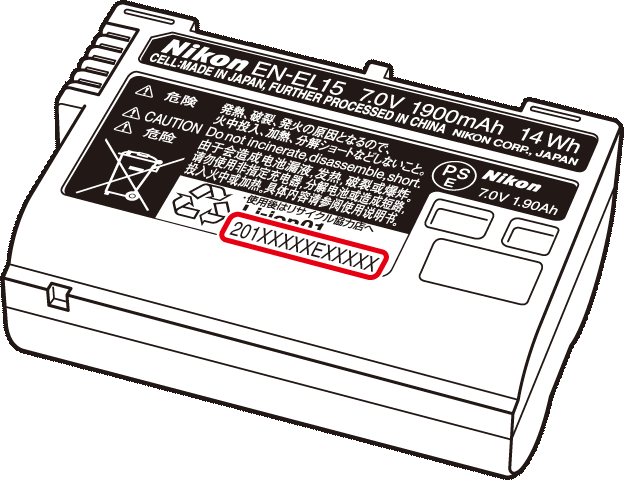 Nikon EN-EL15 7.0V 1900mAh 14Wh
CELL:MADE IN JAPAN, FURTHER PROCESSED IN CHINA NIKON CORP., JAPAN
危険
CAUTION
危险
発熱、破裂、発火の原因となるので、
火中投入、加熱、分解ショートなどしないこと。
Do not incinerate,disassemble,short.
由于会造成电池漏液,发热,破裂或爆炸,
请勿使用非指定充电器,分解电池或造成短路,
投入火中或加热。具体内容请参阅使用说明书。
PS
E
Nikon
7.0V 1.90Ah
使用後はリサイクル協力店へ
Li-ion01
201XXXXXEXXXXX